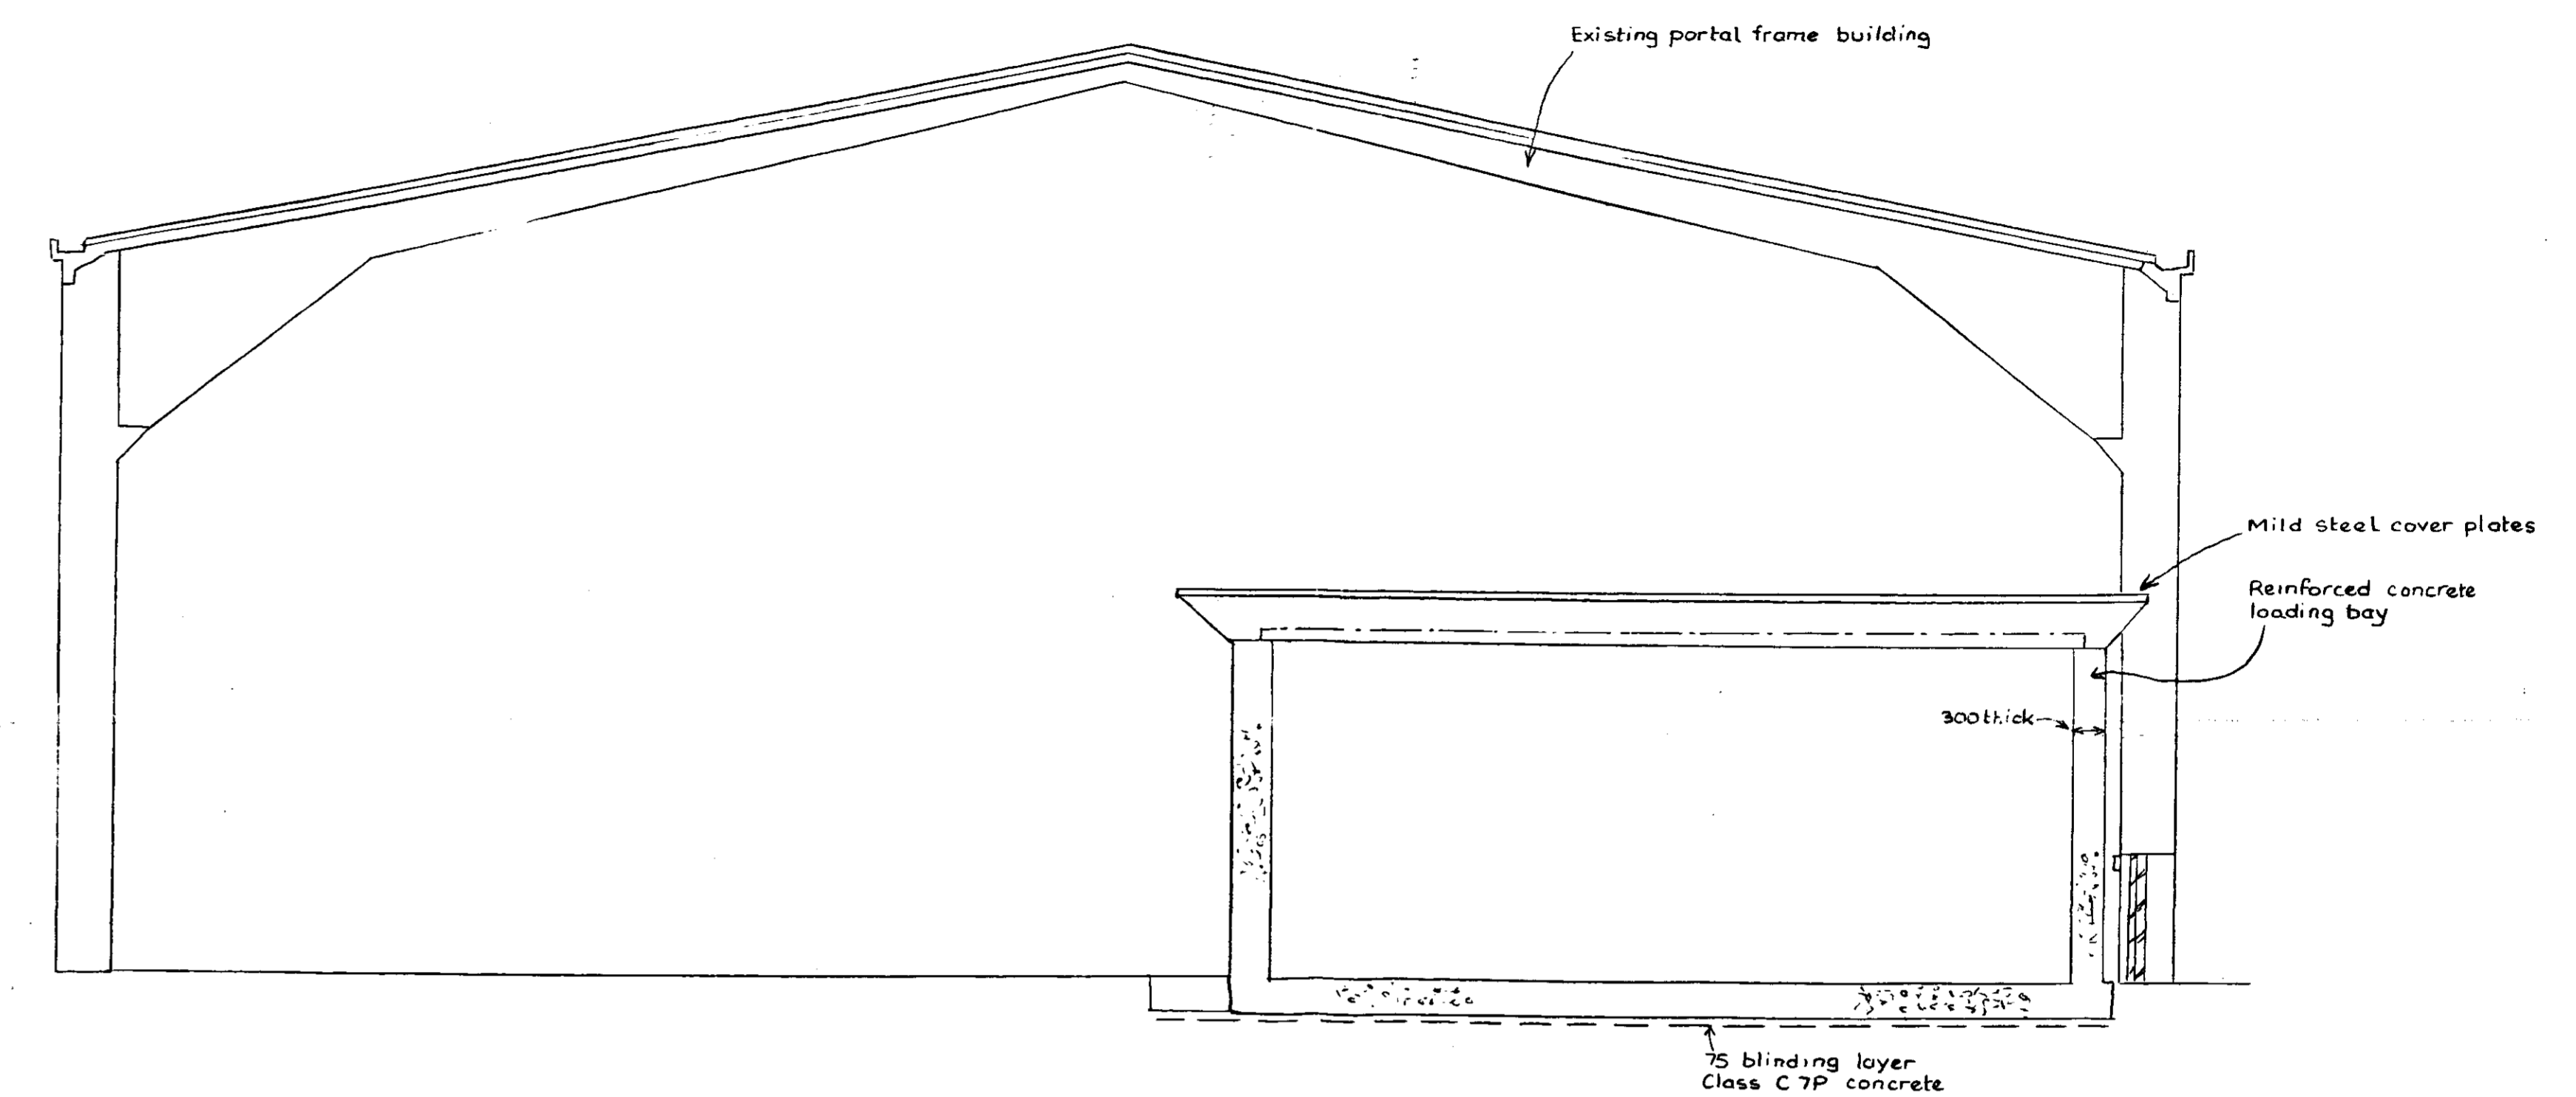 Existing portal frame building
Mild steel cover plates
Reinforced concrete
loading bay
300 thick
75 blinding layer
Class C 7P concrete